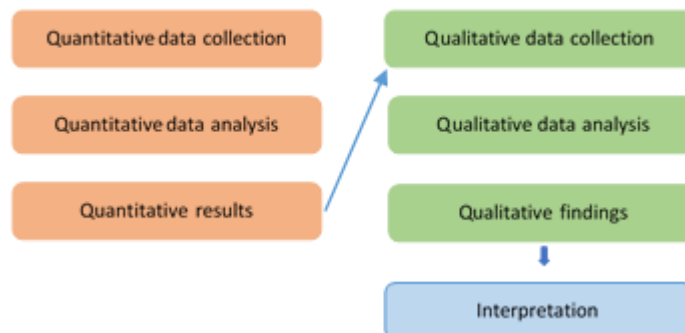 Quantitative data collection
Quantitative data analysis
Quantitative results
Qualitative data collection
Qualitative data analysis
Qualitative findings
Interpretation